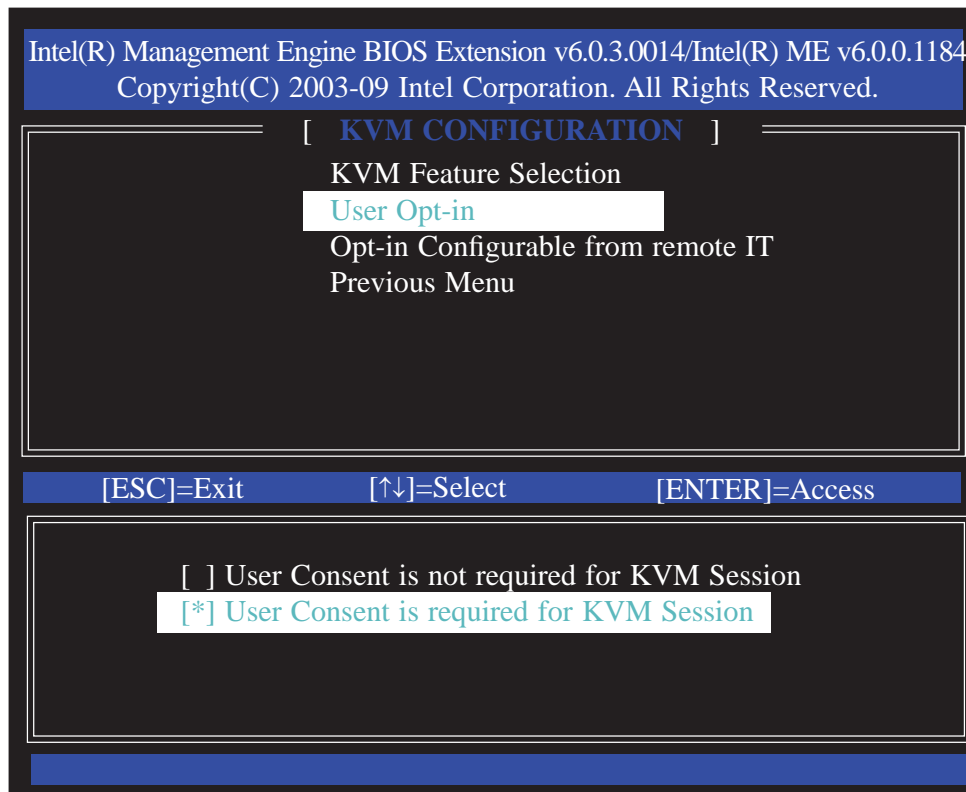 Intel(R) Management Engine BIOS Extension v6.0.3.0014/Intel(R) ME v6.0.0.1184
Copyright(C) 2003-09 Intel Corporation. All Rights Reserved.
[ KVM CONFIGURATION ]
KVM Feature Selection
User Opt-in
Opt-in Configurable from remote IT
Previous Menu
[ESC]=Exit [↑↓]=Select [ENTER]=Access
[ ] User Consent is not required for KVM Session
[*] User Consent is required for KVM Session